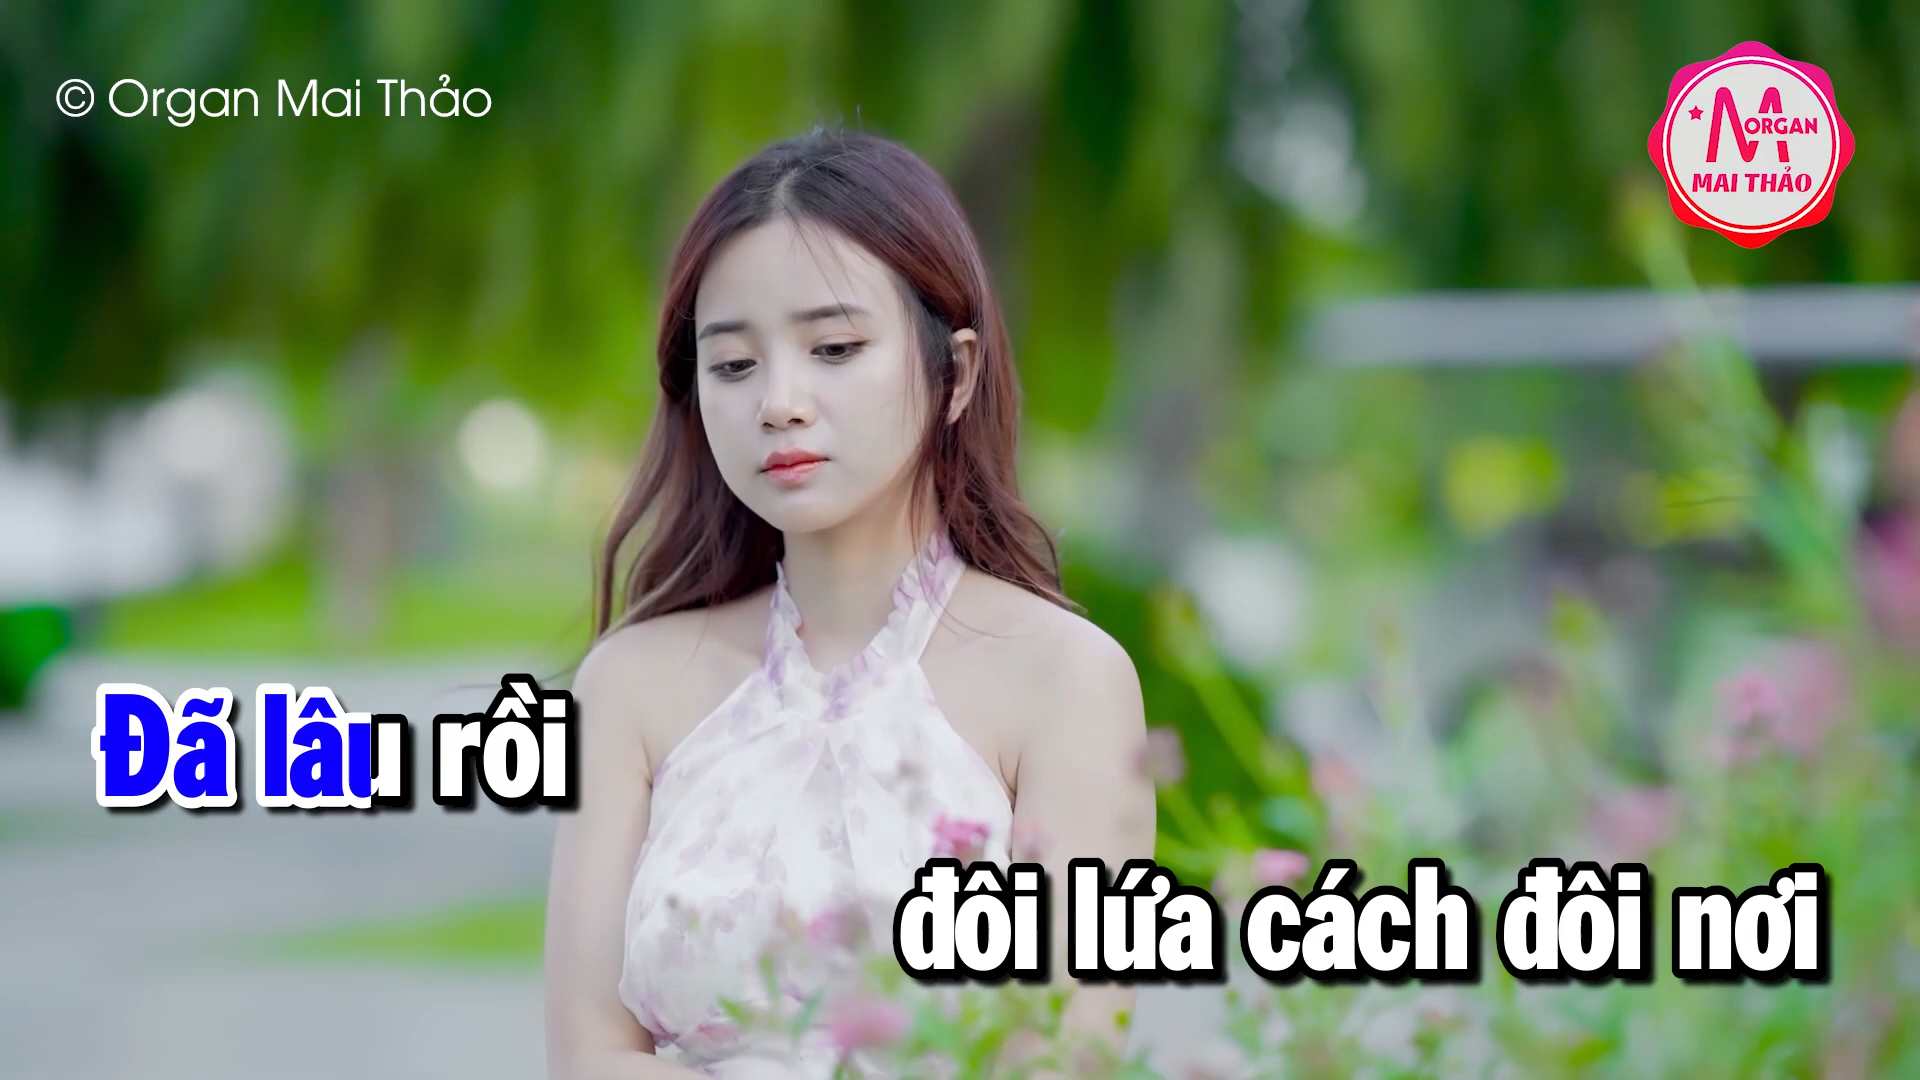 © Organ Mai Thảo
M ORGAN
MAI THẢO
Đã lâu rồi
đôi lứa cách đôi nơi